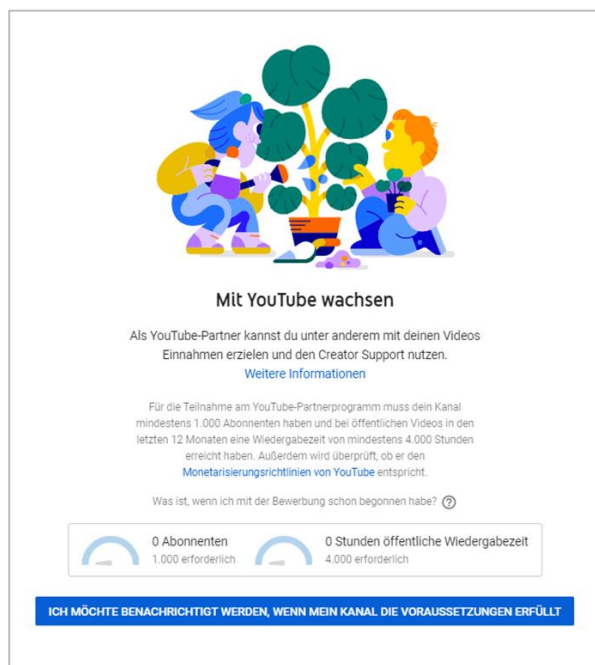 Mit YouTube wachsen
Als YouTube-Partner kannst du unter anderem mit deinen Videos
Einnahmen erzielen und den Creator Support nutzen.
Weitere Informationen
Für die Teilnahme am YouTube-Partnerprogramm muss dein Kanal
mindestens 1.000 Abonnenten haben und bei öffentlichen Videos in den
letzten 12 Monaten eine Wiedergabezeit von mindestens 4.000 Stunden
erreicht haben. Außerdem wird überprüft, ob er den
Monetarisierungsrichtlinien von YouTube entspricht.
Was ist, wenn ich mit der Bewerbung schon begonnen habe? ?
0 Abonnenten
1.000 erforderlich
0 Stunden öffentliche Wiedergabezeit
4.000 erforderlich
ICH MÖCHTE BENACHRICHTIGT WERDEN, WENN MEIN KANAL DIE VORAUSSETZUNGEN ERFÜLLT